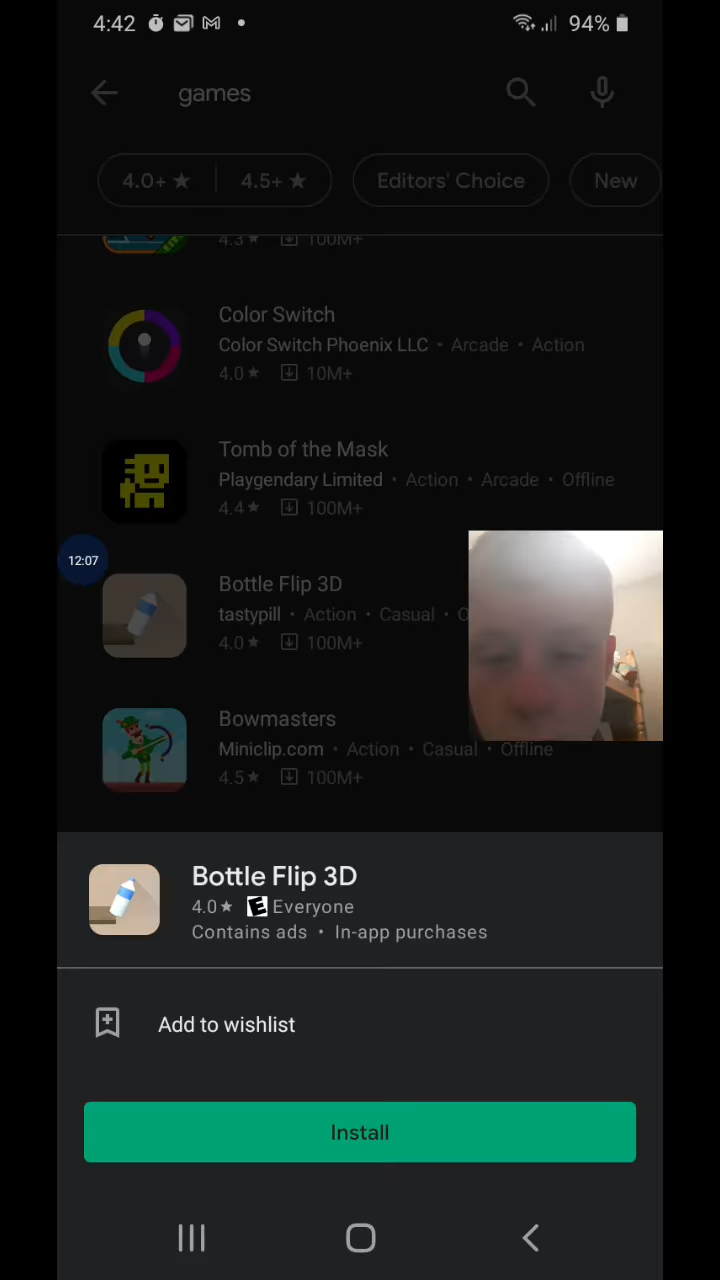 4:42
94%
games
4.0+ ★
4.5+ ★
Editors' Choice
New
4.3 ★ 100M+
Color Switch
Color Switch Phoenix LLC • Arcade • Action
4.0 ★ 10M+
Tomb of the Mask
Playgendary Limited • Action • Arcade • Offline
4.4 ★ 100M+
12:07
Bottle Flip 3D
tastypill • Action • Casual •
4.0 ★ 100M+
Bowmasters
Miniclip.com • Action • Casual • Offline
4.5 ★ 100M+
Bottle Flip 3D
4.0 ★ E Everyone
Contains ads • In-app purchases
Add to wishlist
Install